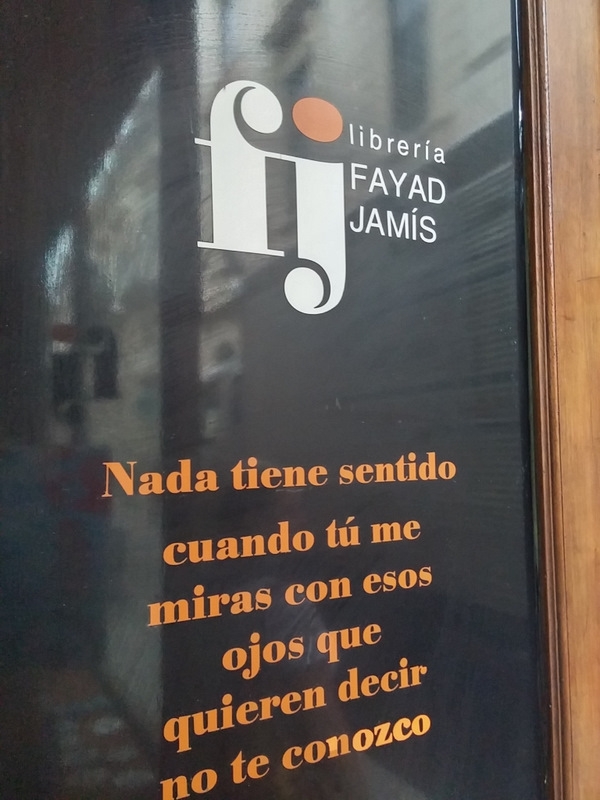 fj
librería
FAYAD
JAMÍS
Nada tiene sentido
cuando tú me
miras con esos
ojos que
quieren decir
no te conozco